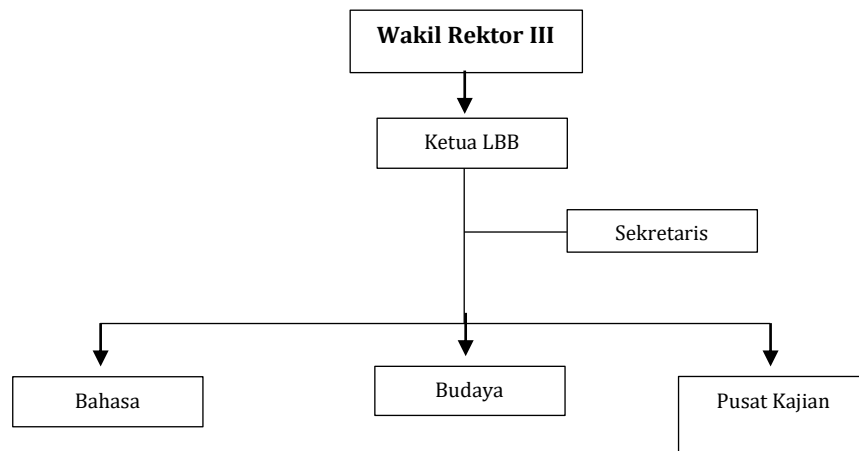 Wakil Rektor III
Ketua LBB
Sekretaris
Bahasa
Budaya
Pusat Kajian